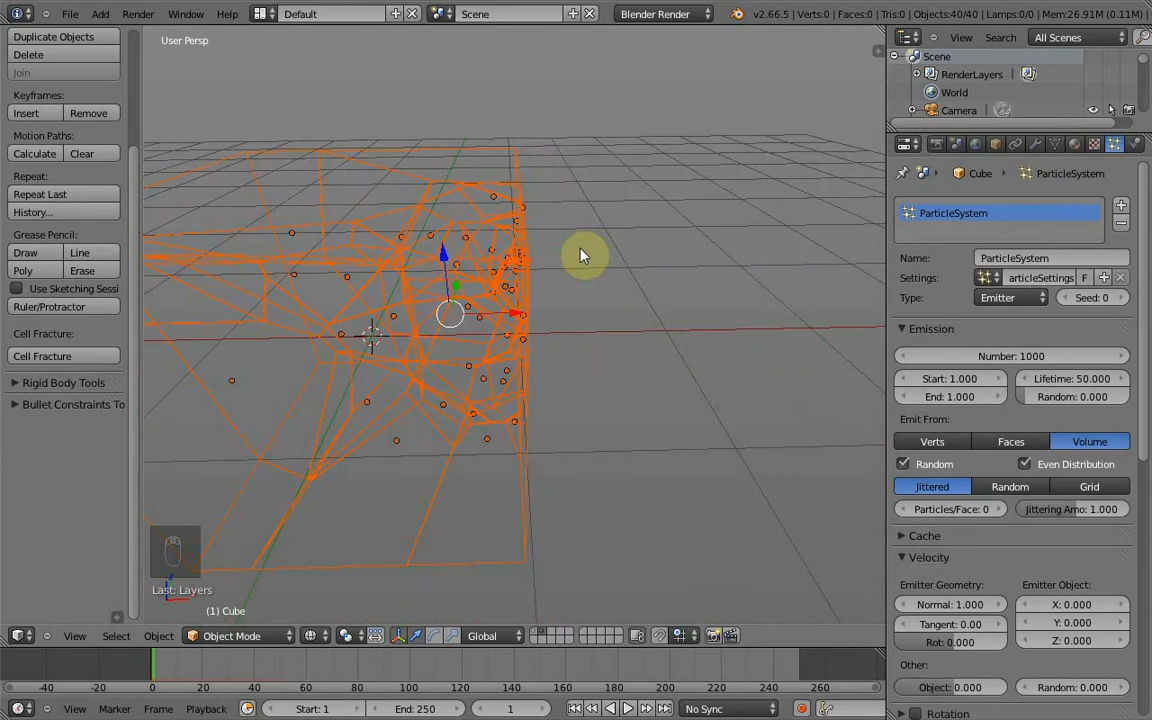 File Add Render Window Help Default Scene Blender Render v2.66.5 | Verts:0 | Faces:0 | Tris:0 | Objects:40/40 | Lamps:0/0 | Mem:26.91M (0.11M)
Duplicate Objects
Delete
Join
Keyframes:
Insert Remove
Motion Paths:
Calculate Clear
Repeat:
Repeat Last
History...
Grease Pencil:
Draw Line
Poly Erase
Use Sketching Sessi
Ruler/Protractor
Cell Fracture:
Cell Fracture
Rigid Body Tools
Bullet Constraints To
User Persp
Last: Layers
(1) Cube
View Select Object Object Mode Global
View Search All Scenes
Scene
RenderLayers
World
Camera
Cube ParticleSystem
ParticleSystem
Name: ParticleSystem
Settings: articleSettings F
Type: Emitter Seed: 0
Emission
Number: 1000
Start: 1.000 Lifetime: 50.000
End: 1.000 Random: 0.000
Emit From:
Verts Faces Volume
Random Even Distribution
Jittered Random Grid
Particles/Face: 0 Jittering Amo: 1.000
Cache
Velocity
Emitter Geometry: Emitter Object:
Normal: 1.000 X: 0.000
Tangent: 0.00 Y: 0.000
Rot: 0.000 Z: 0.000
Other:
Object: 0.000 Random: 0.000
Rotation
-40 -20 0 20 40 60 80 100 120 140 160 180 200 220 240 260
View Marker Frame Playback Start: 1 End: 250 1 No Sync